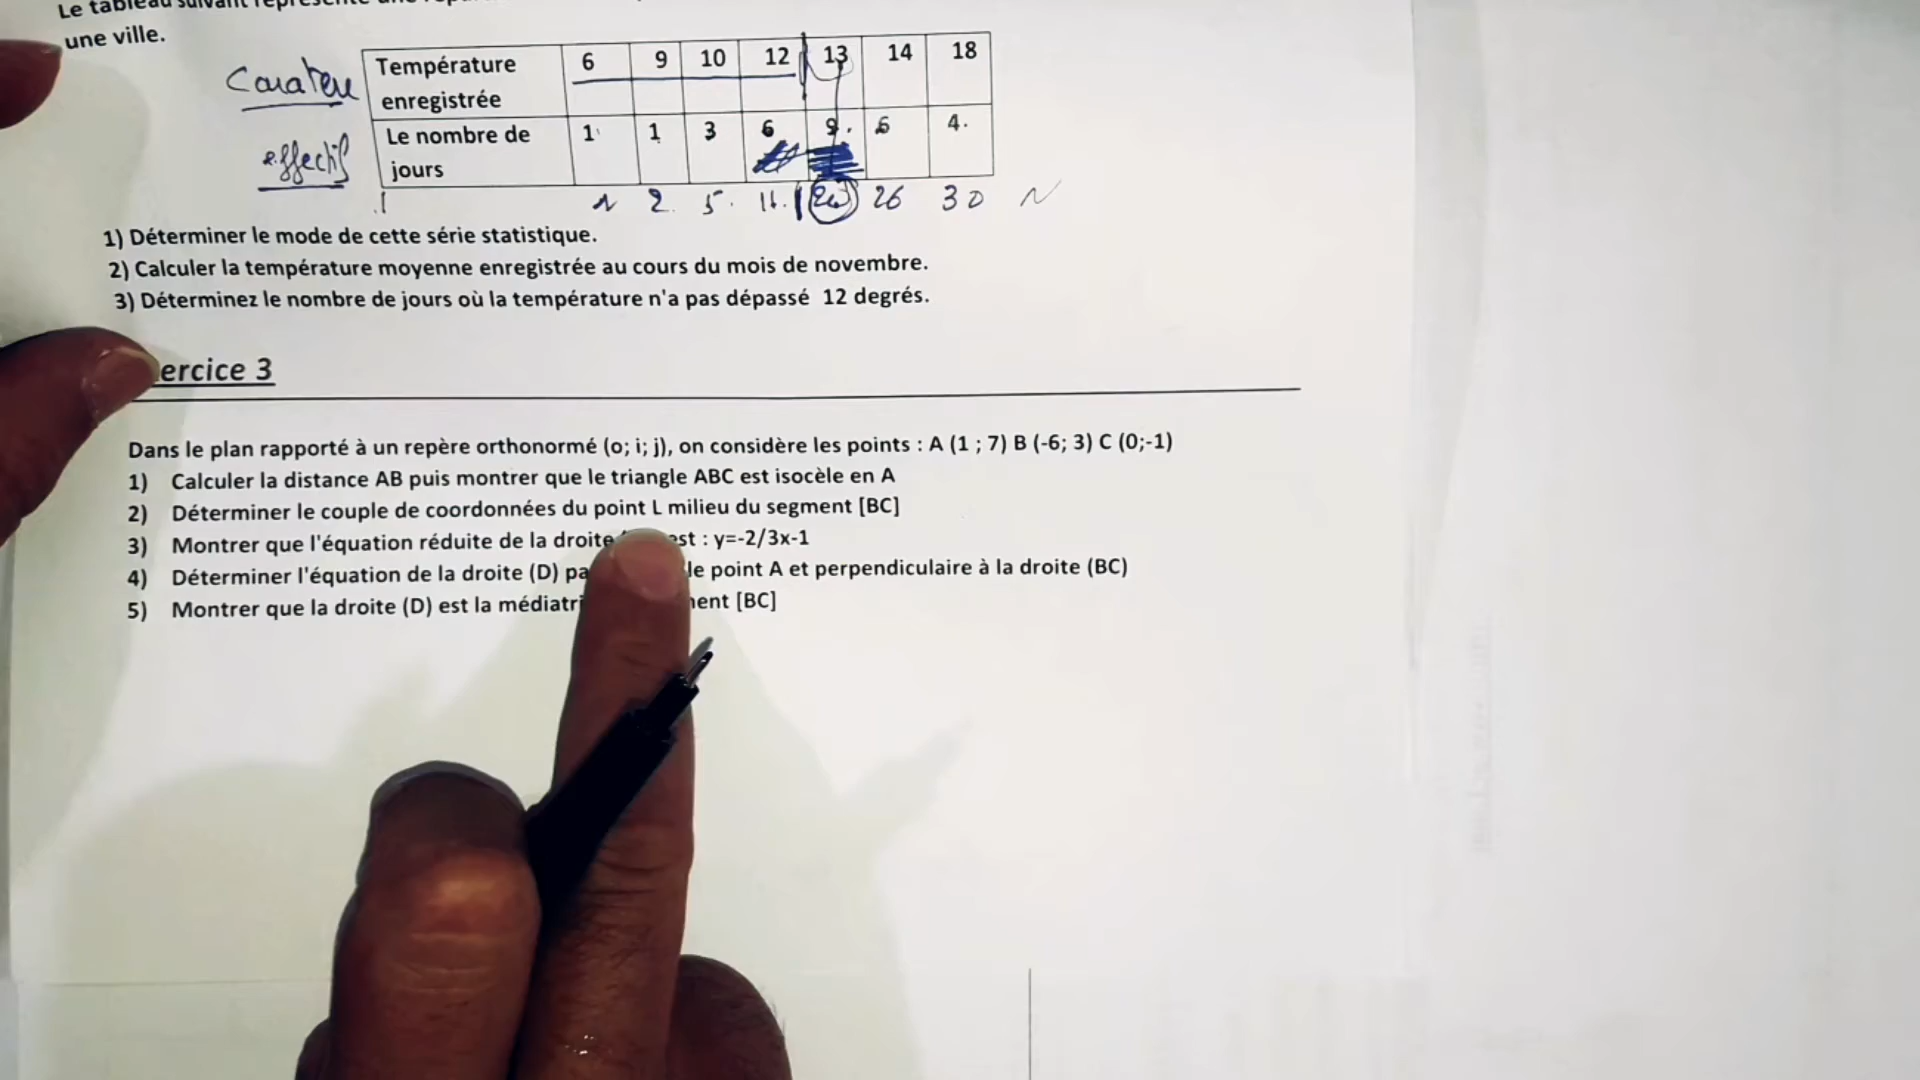 Le tableau suivant
une ville.
Caratere
Température enregistrée 6 9 10 12 13 14 18
effectif
Le nombre de jours 1 1 3 6 9 6 4
1 2 5 11 20 26 30 N
1) Déterminer le mode de cette série statistique.
2) Calculer la température moyenne enregistrée au cours du mois de novembre.
3) Déterminez le nombre de jours où la température n'a pas dépassé 12 degrés.
ercice 3
Dans le plan rapporté à un repère orthonormé (o; i; j), on considère les points : A (1 ; 7) B (-6; 3) C (0;-1)
1) Calculer la distance AB puis montrer que le triangle ABC est isocèle en A
2) Déterminer le couple de coordonnées du point L milieu du segment [BC]
3) Montrer que l'équation réduite de la droite est : y=-2/3x-1
4) Déterminer l'équation de la droite (D) le point A et perpendiculaire à la droite (BC)
5) Montrer que la droite (D) est la [BC]